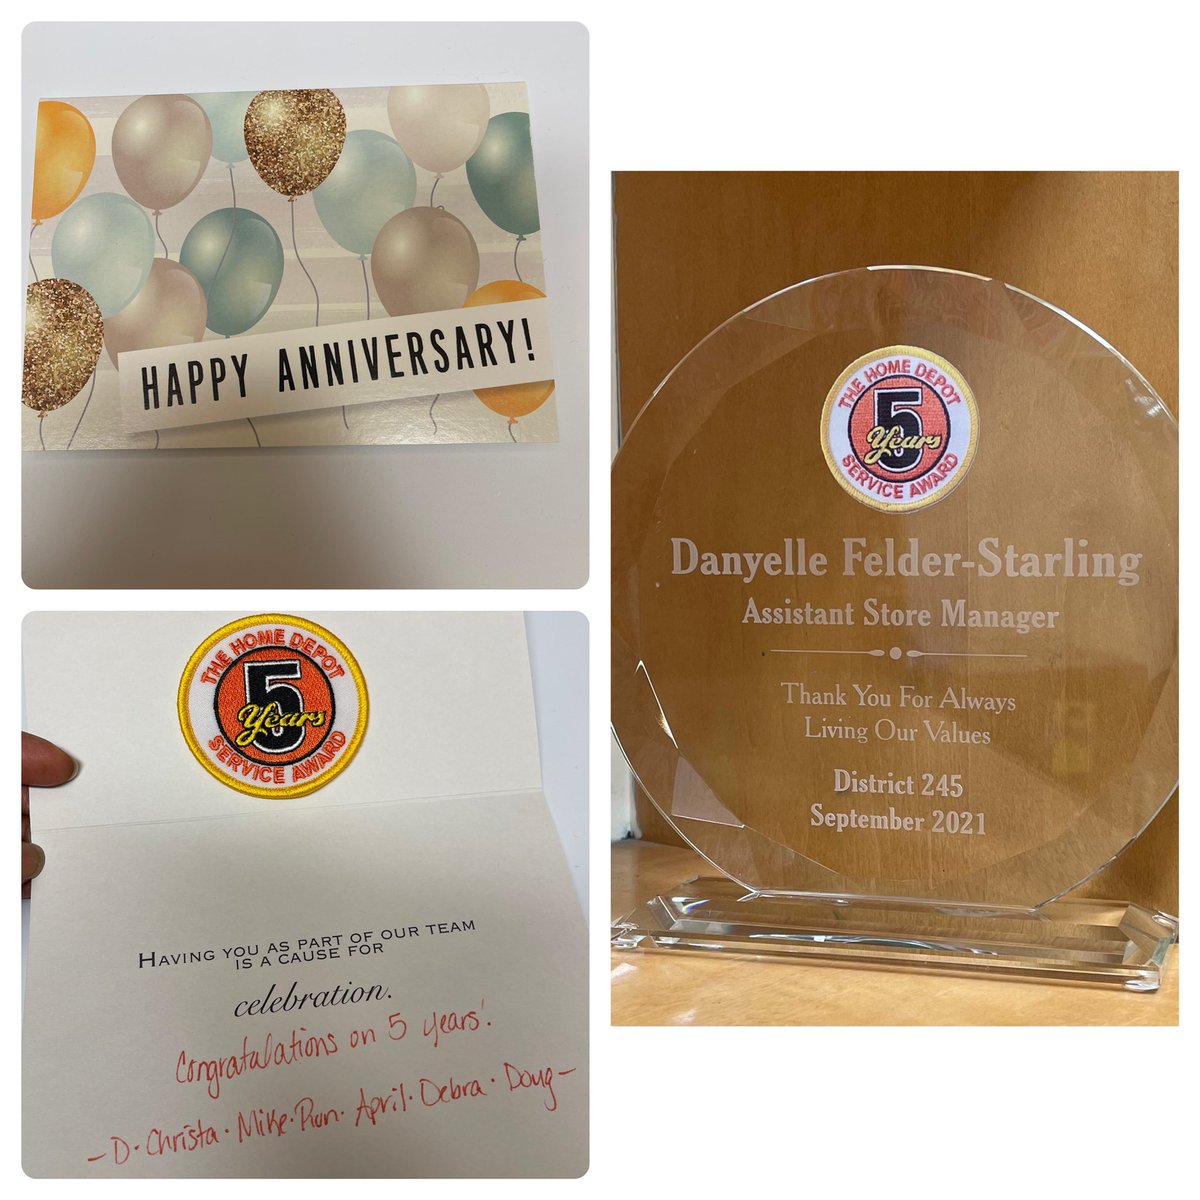 HAPPY ANNIVERSARY!
THE HOME DEPOT
5
Years
SERVICE AWARD
HAVING YOU AS PART OF OUR TEAM
IS A CAUSE FOR
celebration.
Congratulations on 5 years!
- D. Christa. Mike. Ron. April. Debra. Doug -
THE HOME DEPOT
5
Years
SERVICE AWARD
Danyelle Felder-Starling
Assistant Store Manager
Thank You For Always
Living Our Values
District 245
September 2021